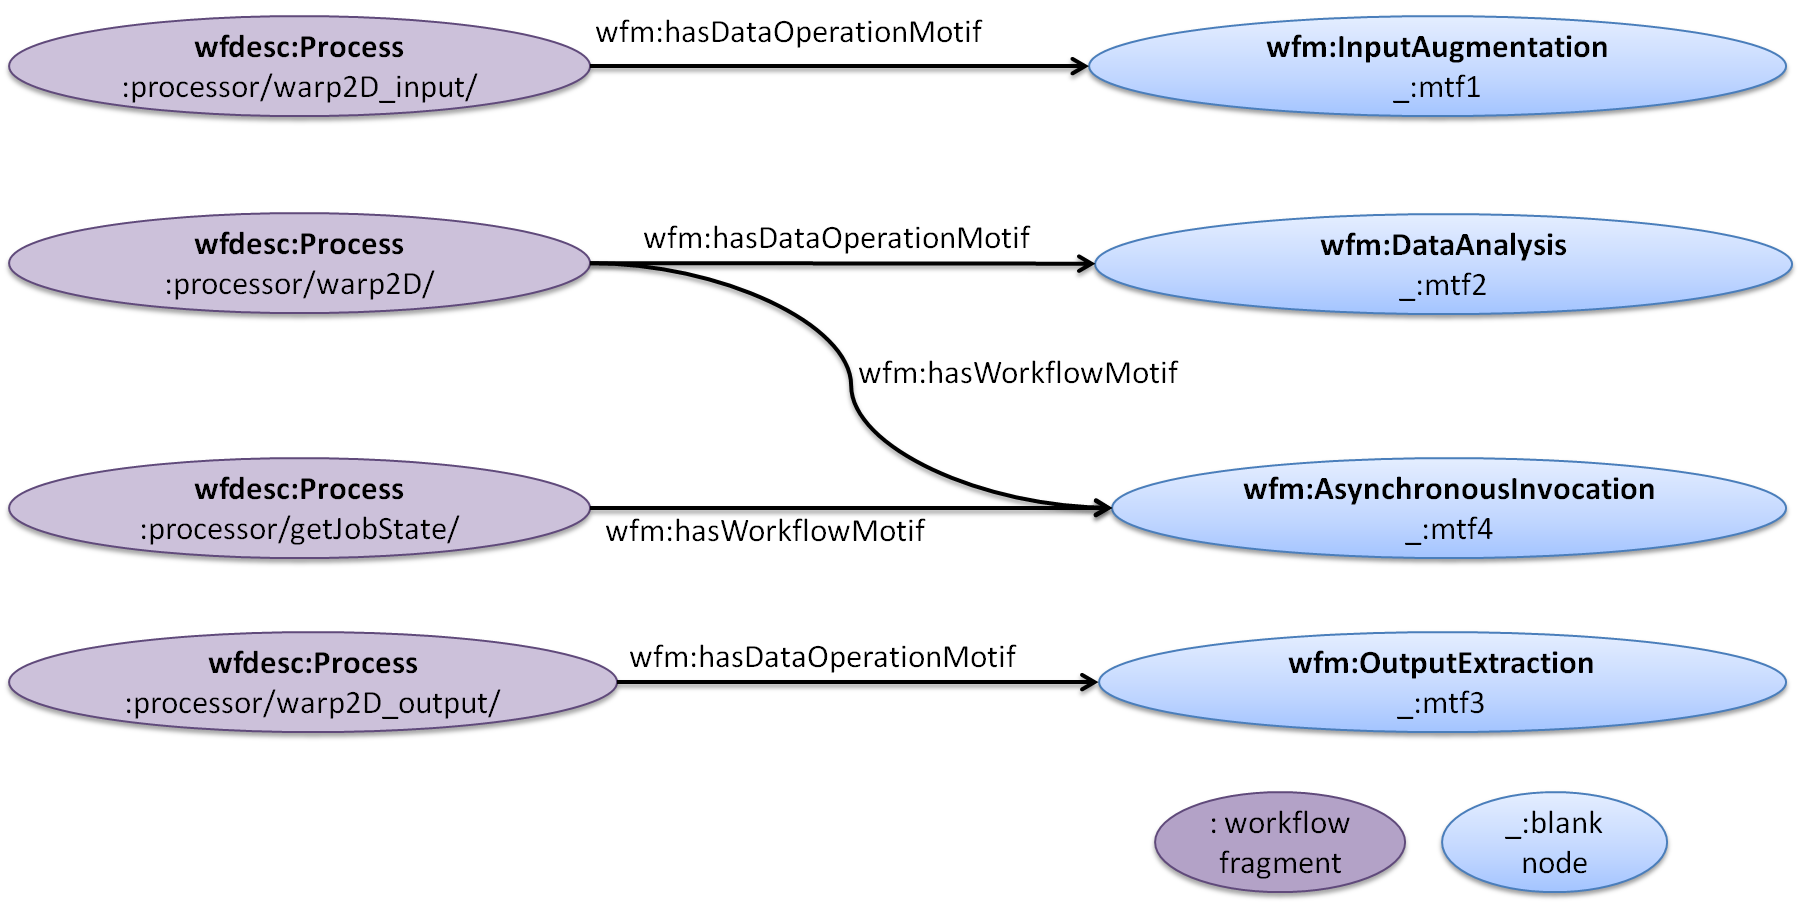 wfdesc:Process
:processor/warp2D_input/
wfm:hasDataOperationMotif
wfm:InputAugmentation
_:mtf1
wfdesc:Process
:processor/warp2D/
wfm:hasDataOperationMotif
wfm:DataAnalysis
_:mtf2
wfm:hasWorkflowMotif
wfdesc:Process
:processor/getJobState/
wfm:hasWorkflowMotif
wfm:AsynchronousInvocation
_:mtf4
wfdesc:Process
:processor/warp2D_output/
wfm:hasDataOperationMotif
wfm:OutputExtraction
_:mtf3
: workflow
fragment
_:blank
node